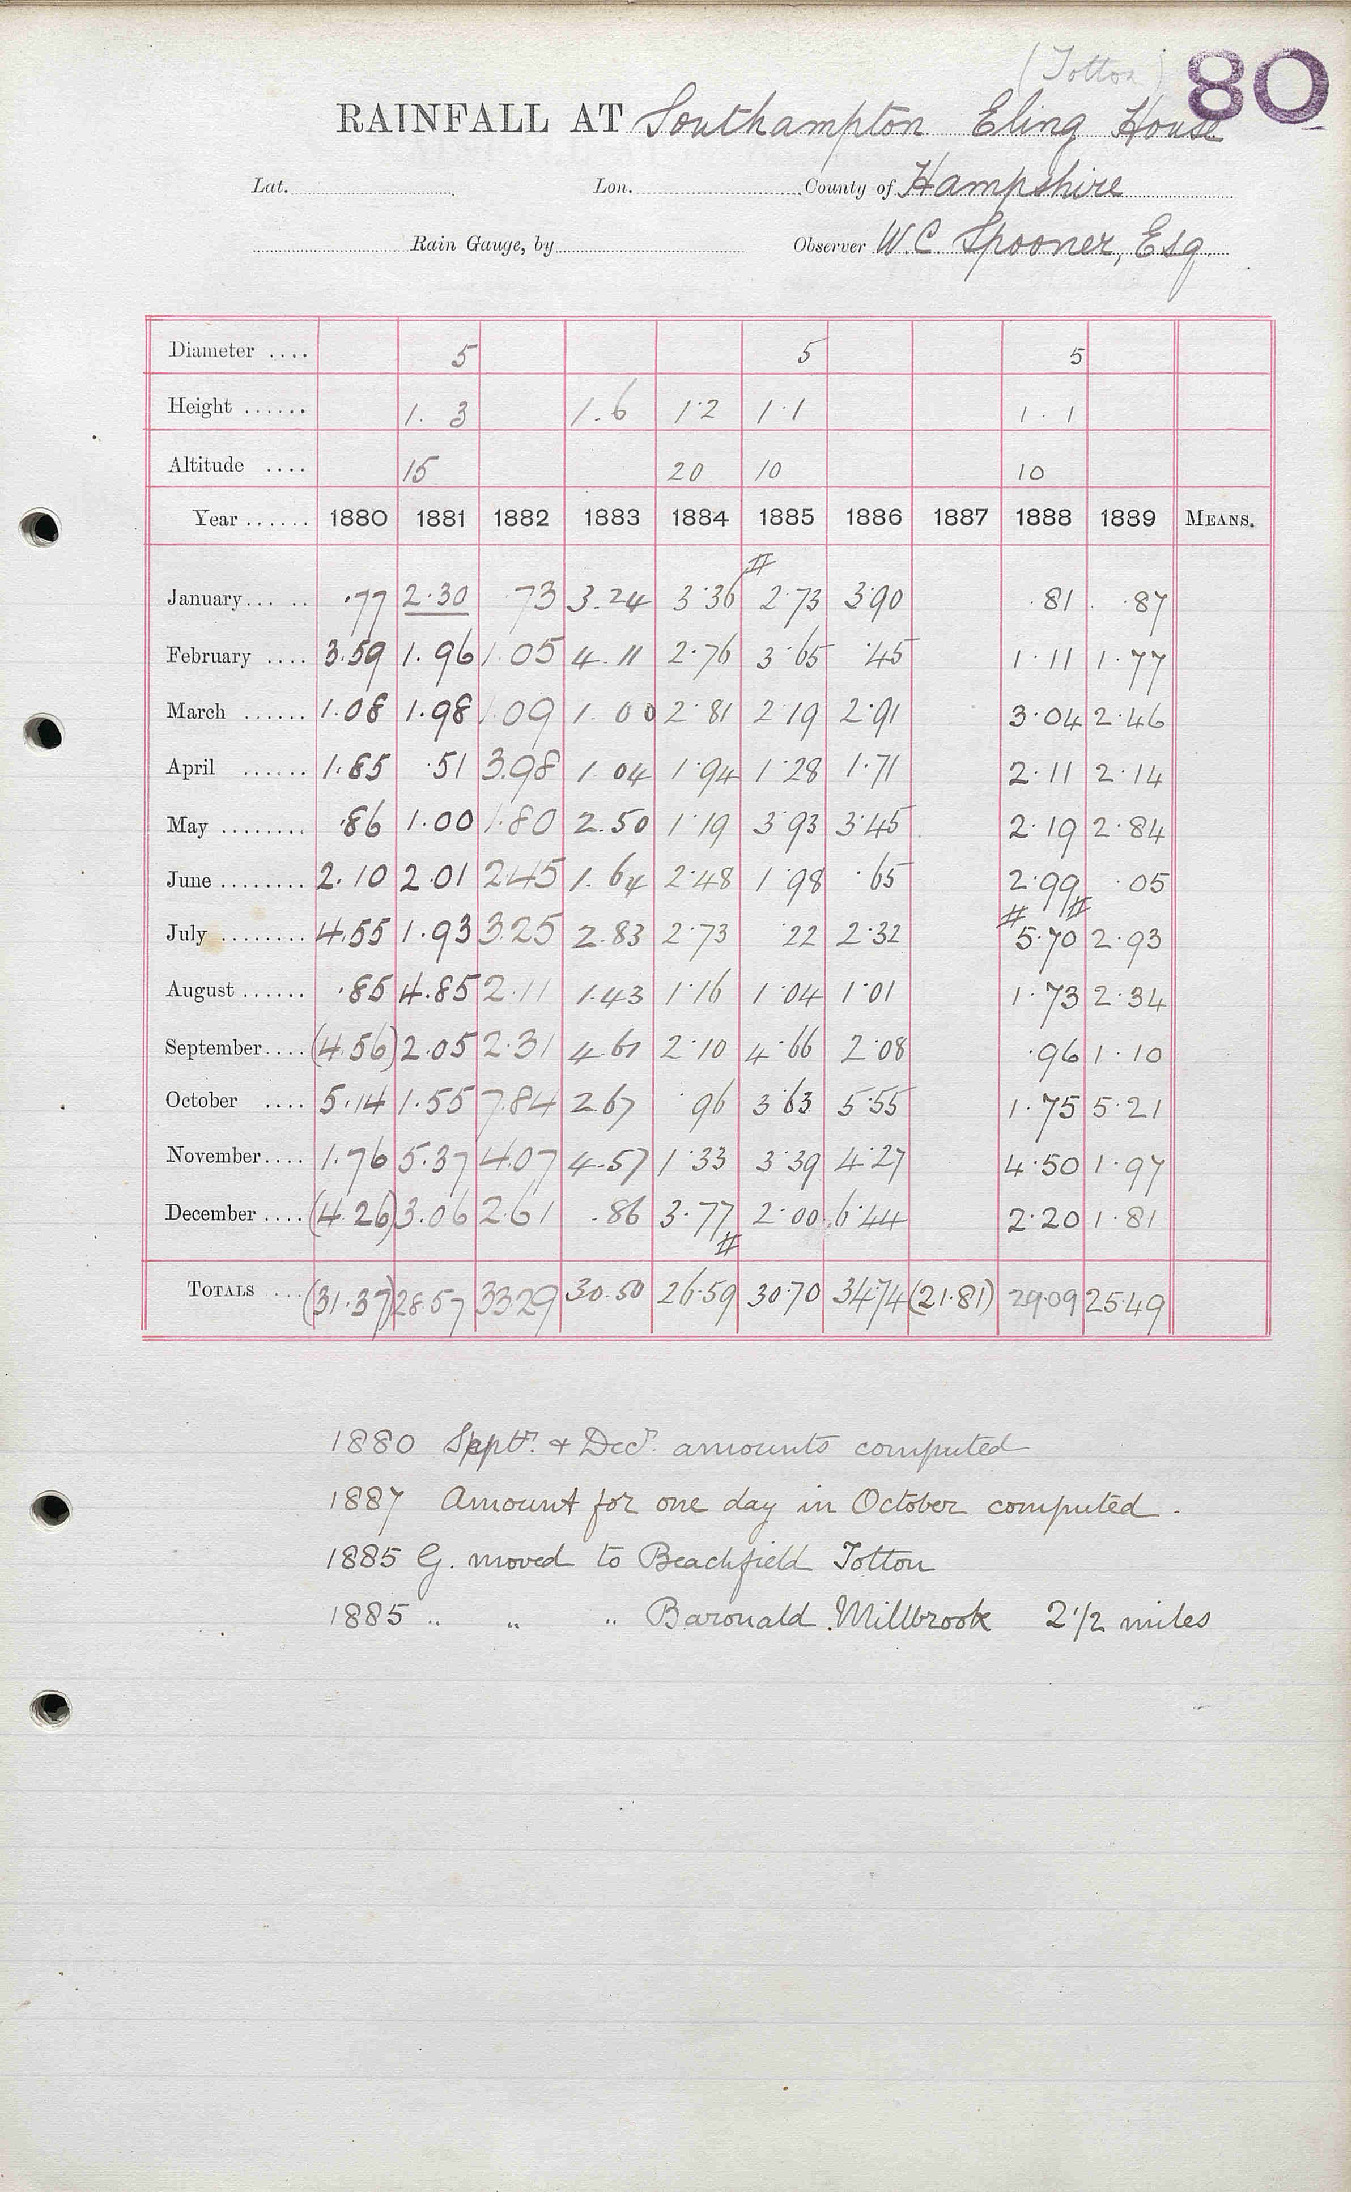 (Totton) 80
RAINFALL AT Southampton Eling House
Lat. Lon. County of Hampshire
Rain Gauge, by Observer W.C. Spooner, Esq
Diameter .... 5 5 5
Height ...... 1. 3 1.6 1·2 1·1 1·1
Altitude .... 15 20 10 10
Year ...... 1880 1881 1882 1883 1884 1885 1886 1887 1888 1889 MEANS.
January ... .. ·77 2·30 ·73 3.24 3·36 # 2·73 3·90 ·81 ·87
February .... 3.59 1.96 1.05 4.11 2·76 3·65 ·45 1·11 1·77
March ...... 1.08 1.98 1.09 1.00 2·81 2·19 2·91 3·04 2·46
April ...... 1.85 ·51 3.98 1.04 1·94 1·28 1·71 2·11 2·14
May ........ ·86 1.00 1.80 2.50 1·19 3·93 3·45 2·19 2·84
June ........ 2.10 2.01 2.45 1.64 2·48 1·98 ·65 2·99 ·05
July ........ 4.55 1.93 3.25 2.83 2·73 ·22 2·32 # 5·70 # 2·93
August ...... ·85 4.85 2.11 1.43 1·16 1·04 1·01 1·73 2·34
September .... (4.56) 2.05 2.31 4.61 2·10 4·66 2·08 ·96 1·10
October .... 5.14 1.55 7.84 2.67 ·96 3·63 5·55 1·75 5·21
November .... 1.76 5.37 4.07 4.57 1·33 3·39 4·27 4·50 1·97
December .... (4.26) 3.06 2.61 .86 3·77 # 2·00 6·44 2·20 1·81
TOTALS ... (31.37) 28.57 33.29 30.50 26·59 30·70 34·74 (21·81) 29·09 25·49
1880 Septr. & Decr. amounts computed
1887 Amount for one day in October computed.
1885 G. moved to Beachfield Totton
1885 " " " Baronald Millbrook 2 1/2 miles